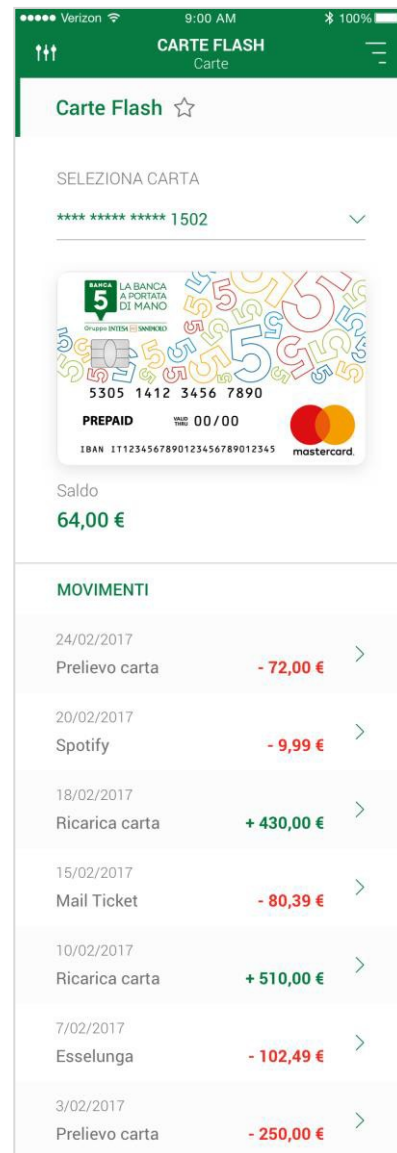 Verizon 9:00 AM 100%
CARTE FLASH
Carte
Carte Flash
SELEZIONA CARTA
**** ***** ***** 1502
BANCA
5
LA BANCA
A PORTATA
DI MANO
Gruppo INTESA SANPAOLO
5305 1412 3456 7890
PREPAID VALID THRU 00/00
IBAN IT12345678901234567890123​45
mastercard.
Saldo
64,00 €
MOVIMENTI
24/02/2017
Prelievo carta - 72,00 €
20/02/2017
Spotify - 9,99 €
18/02/2017
Ricarica carta + 430,00 €
15/02/2017
Mail Ticket - 80,39 €
10/02/2017
Ricarica carta + 510,00 €
7/02/2017
Esselunga - 102,49 €
3/02/2017
Prelievo carta - 250,00 €